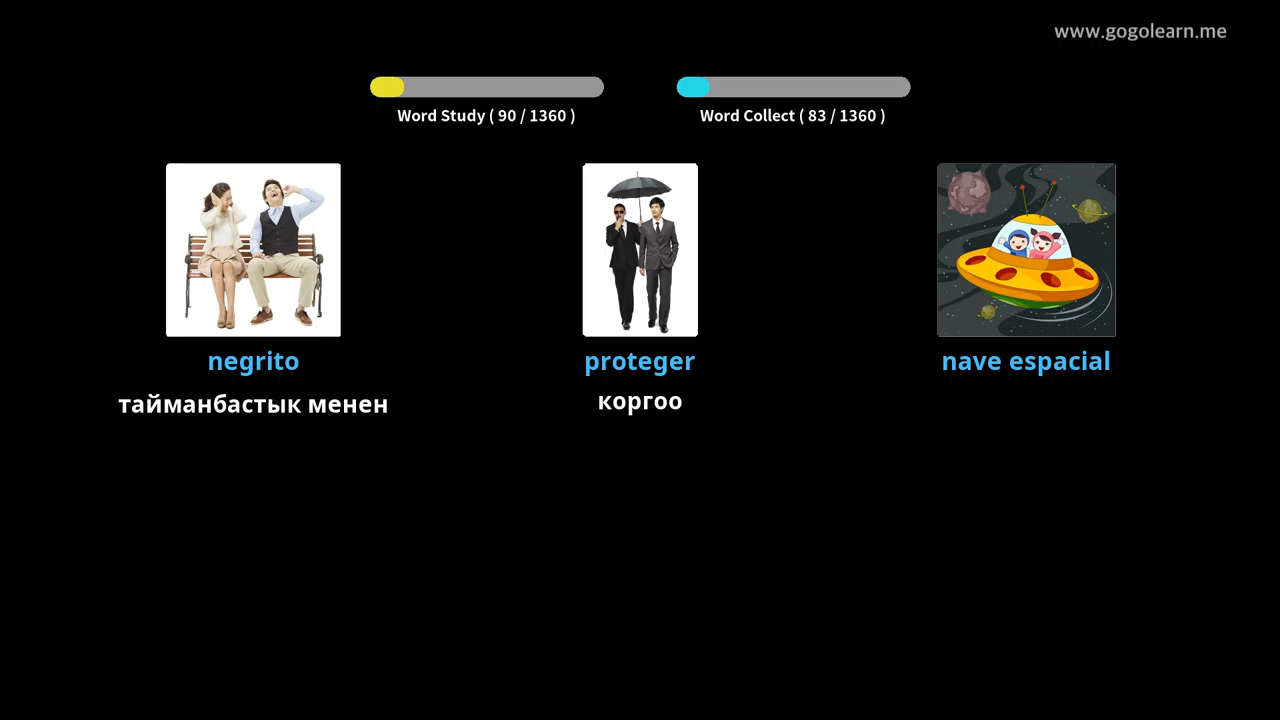 www.gogolearn.me
Word Study ( 90 / 1360 )
Word Collect ( 83 / 1360 )
negrito
proteger
nave espacial
тайманбастык менен
коргоо